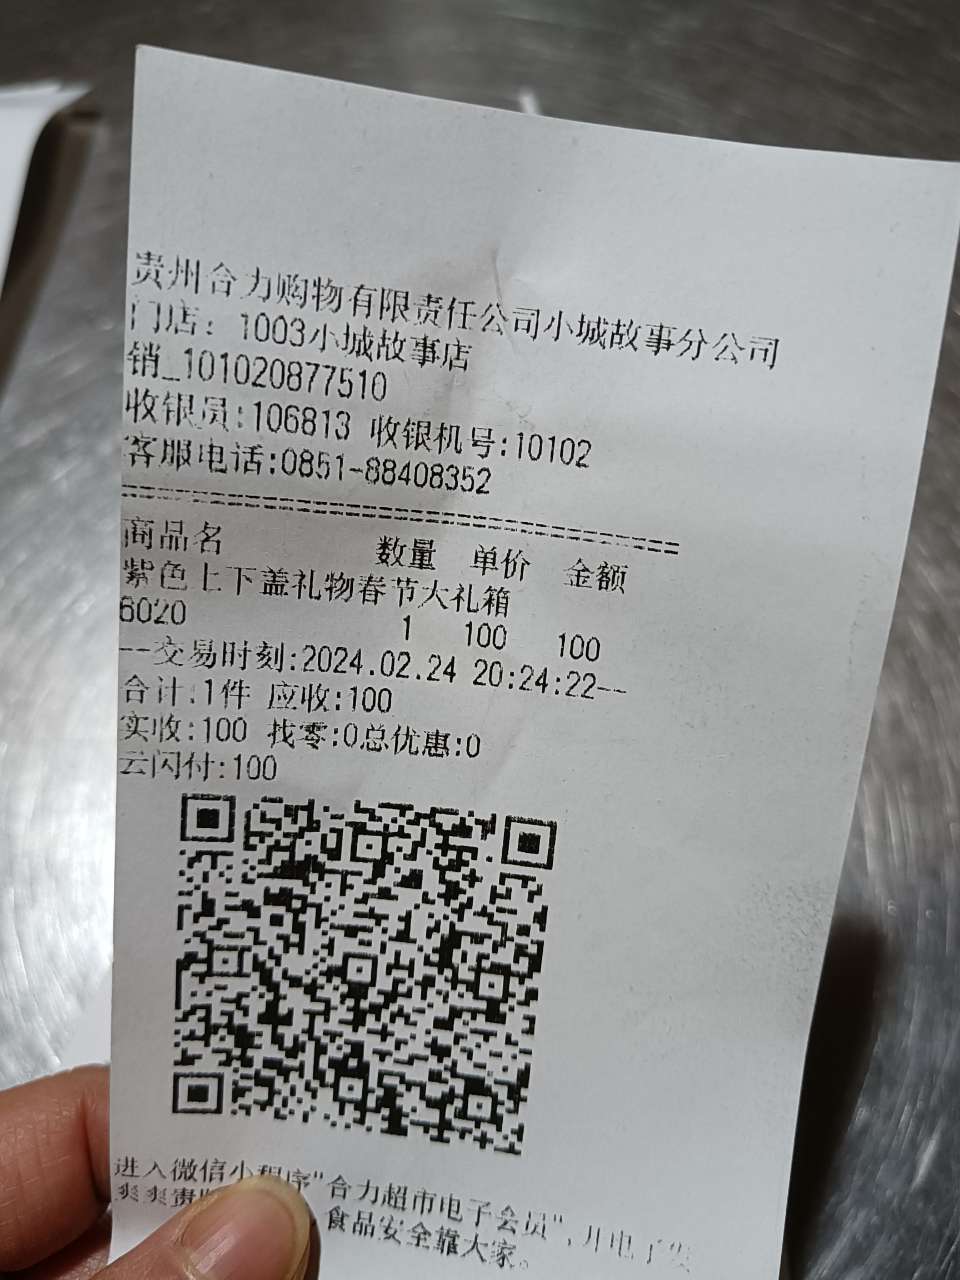 贵州合力购物有限责任公司小城故事分公司
门店：1003小城故事店
销_101020877510
收银员:106813 收银机号:10102
客服电话:0851-88408352
商品名 数量 单价 金额
紫色上下盖礼物春节大礼箱
6020 1 100 100
--交易时刻:2024.02.24 20:24:22--
合计:1件 应收:100
实收:100 找零:0总优惠:0
云闪付:100
进入微信小程序"合力超市电子会员",开电子发
爽爽贵 食品安全靠大家。